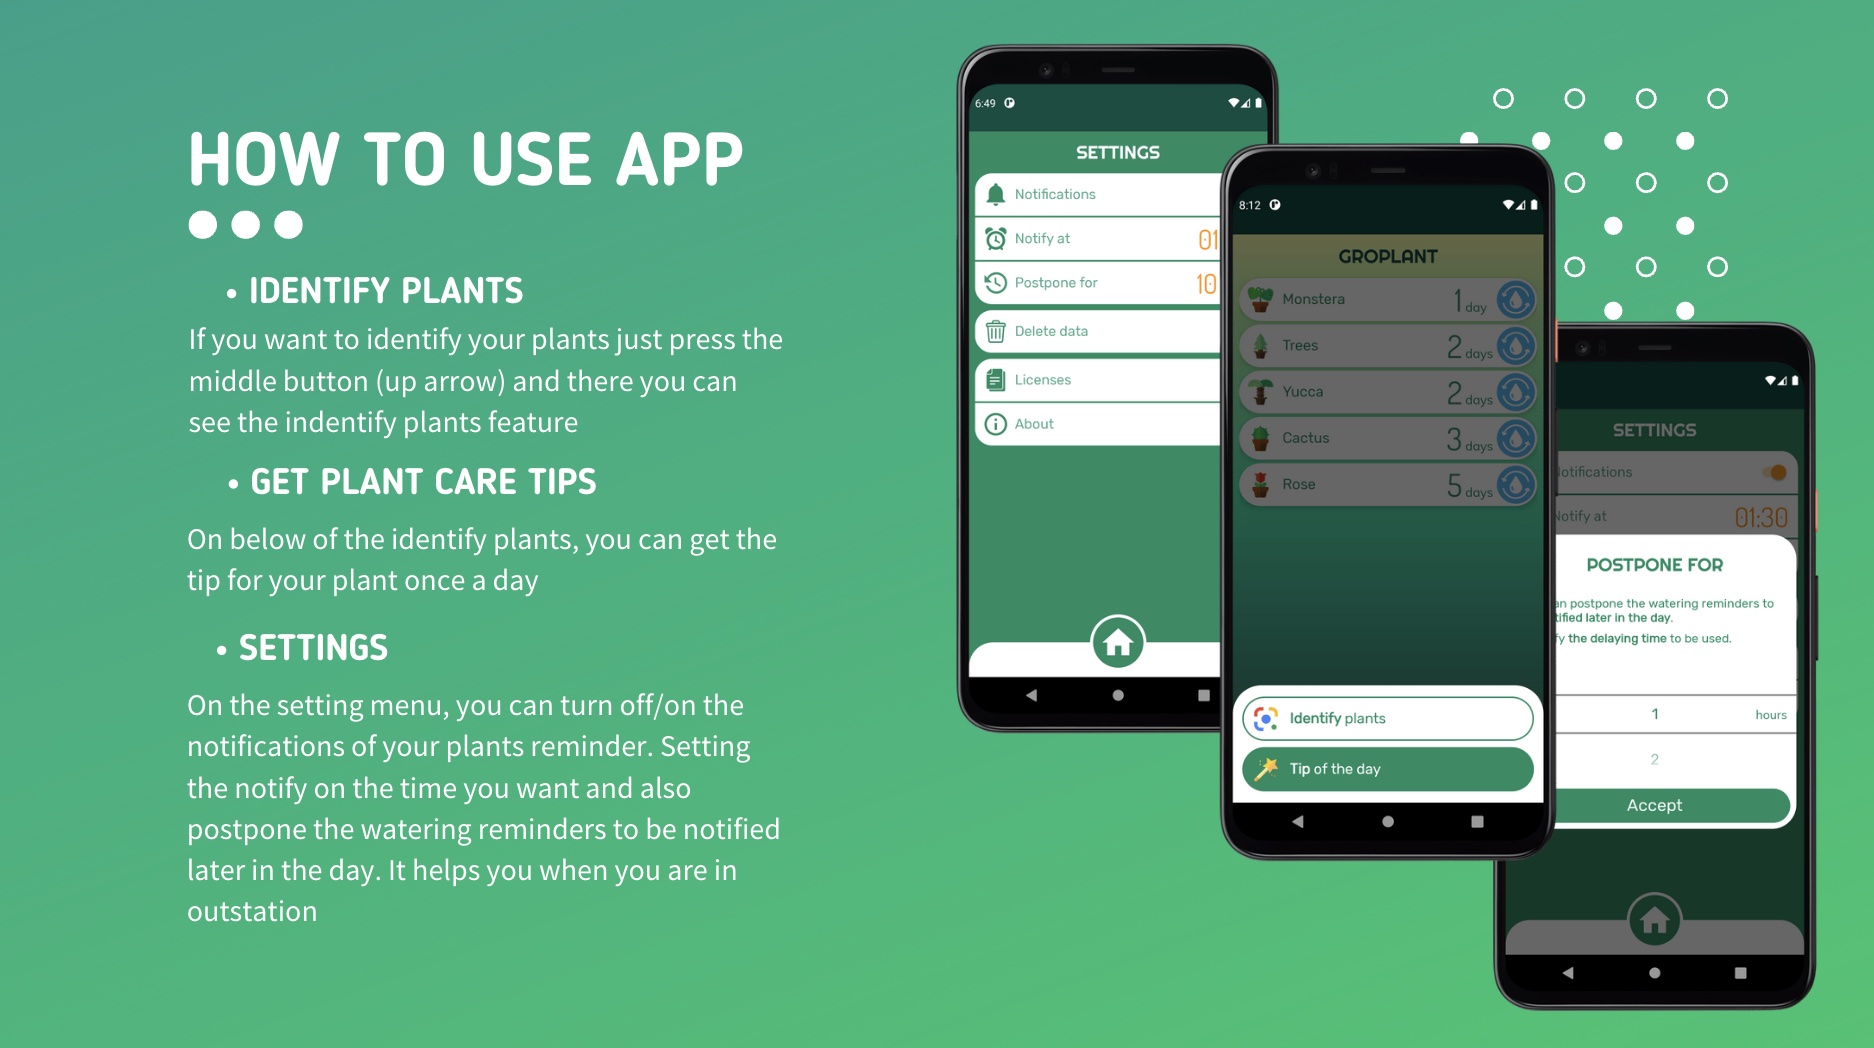 HOW TO USE APP
• IDENTIFY PLANTS
If you want to identify your plants just press the
middle button (up arrow) and there you can
see the indentify plants feature
• GET PLANT CARE TIPS
On below of the identify plants, you can get the
tip for your plant once a day
• SETTINGS
On the setting menu, you can turn off/on the
notifications of your plants reminder. Setting
the notify on the time you want and also
postpone the watering reminders to be notified
later in the day. It helps you when you are in
outstation
6:49
SETTINGS
Notifications
Notify at 01
Postpone for 10
Delete data
Licenses
About
8:12
GROPLANT
Monstera 1 day
Trees 2 days
Yucca 2 days
Cactus 3 days
Rose 5 days
Identify plants
Tip of the day
SETTINGS
otifications
Notify at 01:30
POSTPONE FOR
an postpone the watering reminders to
tified later in the day.
fy the delaying time to be used.
1 hours
2
Accept